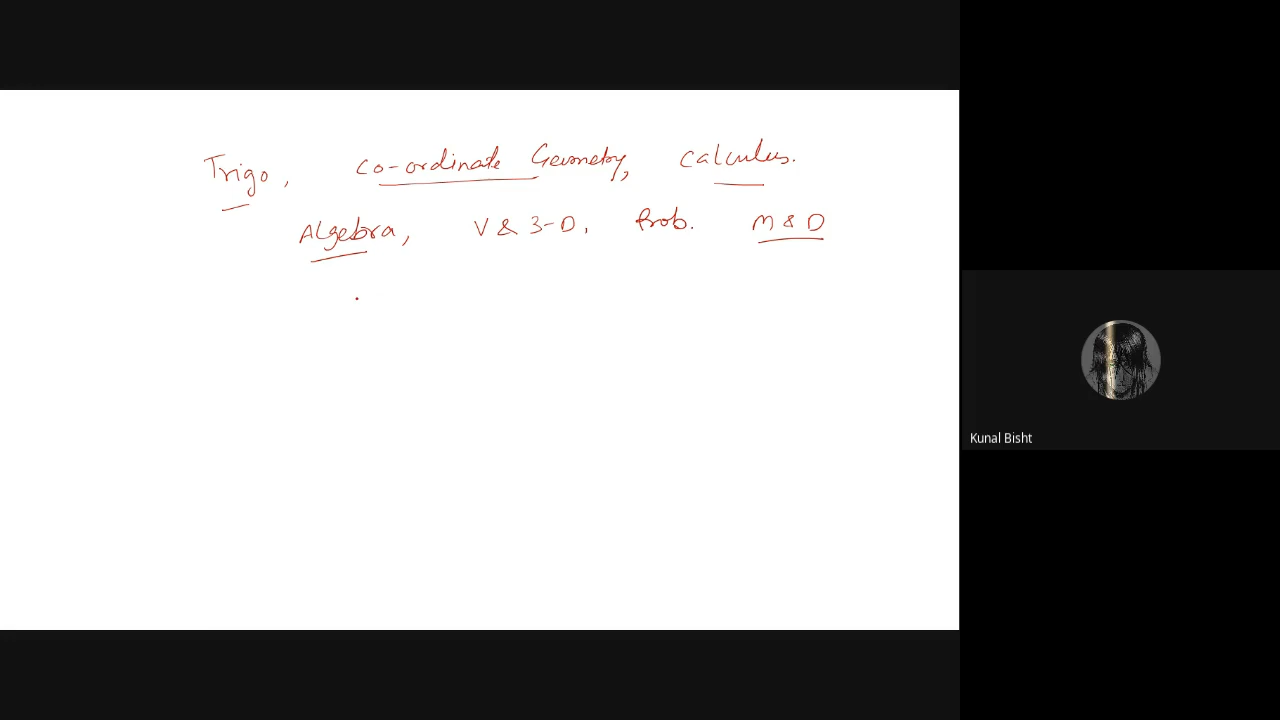 Trigo, Co-ordinate Geometry, Calculus.
Algebra, V & 3-D, Prob. M & D
Kunal Bisht